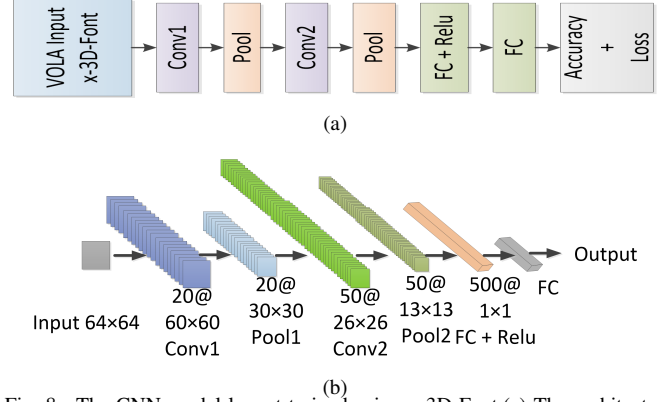 VOLA Input
x-3D-Font
Conv1
Pool
Conv2
Pool
FC + Relu
FC
Accuracy
+
Loss
(a)
Input 64×64
20@
60×60
Conv1
20@
30×30
Pool1
50@
26×26
Conv2
50@
13×13
Pool2
500@
1×1
FC + Relu
FC
Output
(b)